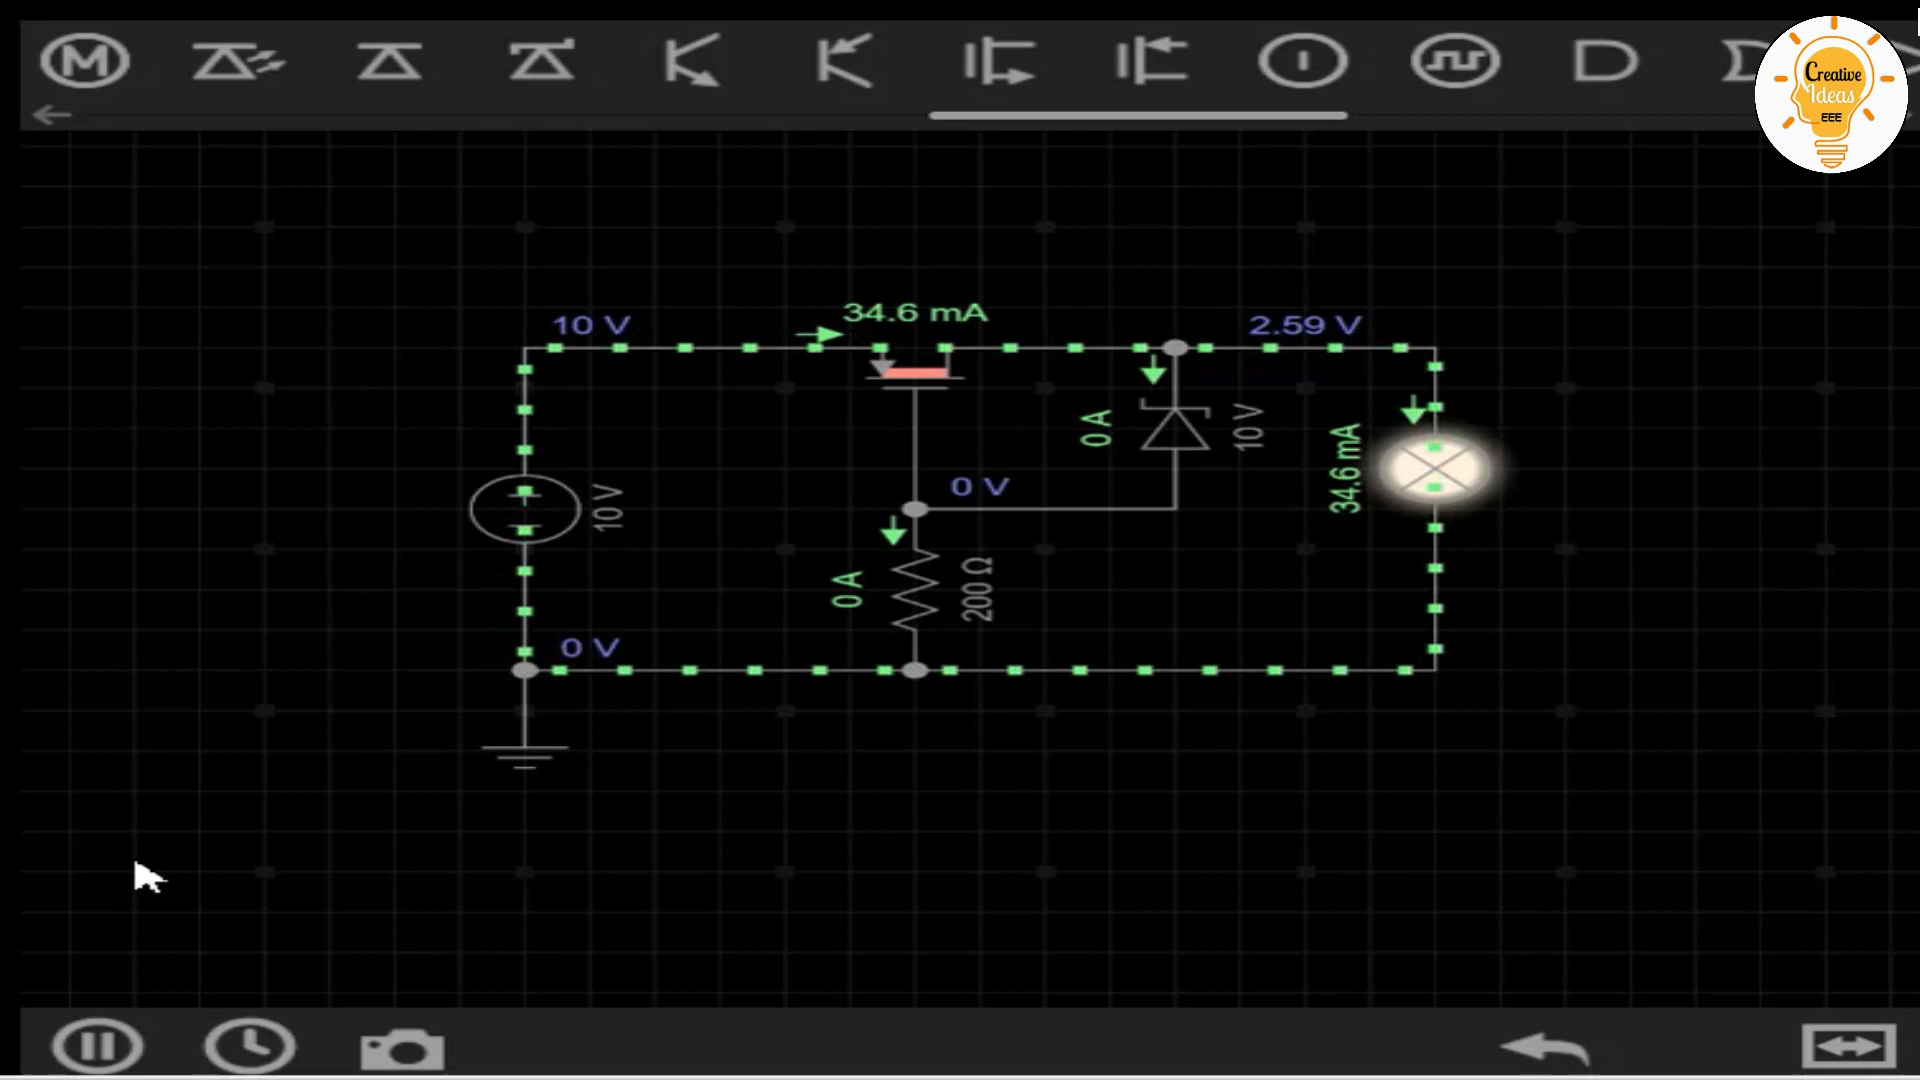 M
Creative
Ideas
EEE
34.6 mA
10 V
2.59 V
0 A
10 V
34.6 mA
0 V
10 V
0 A
200 Ω
0 V